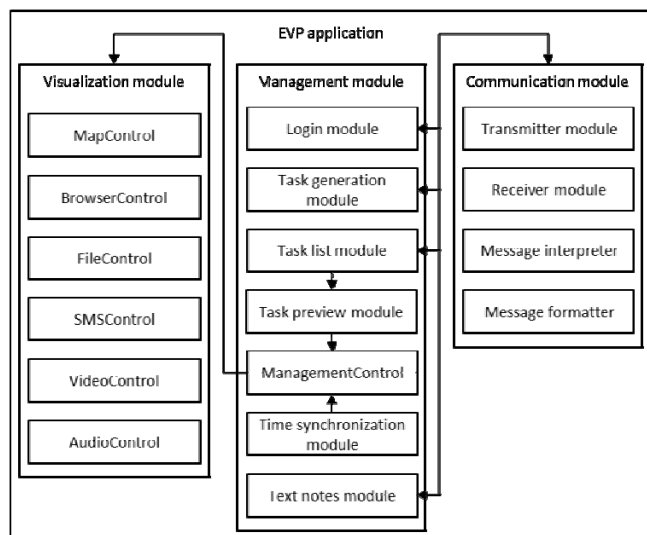 EVP application
Visualization module
MapControl
BrowserControl
FileControl
SMSControl
VideoControl
AudioControl
Management module
Login module
Task generation
module
Task list module
Task preview module
ManagementControl
Time synchronization
module
Text notes module
Communication module
Transmitter module
Receiver module
Message interpreter
Message formatter